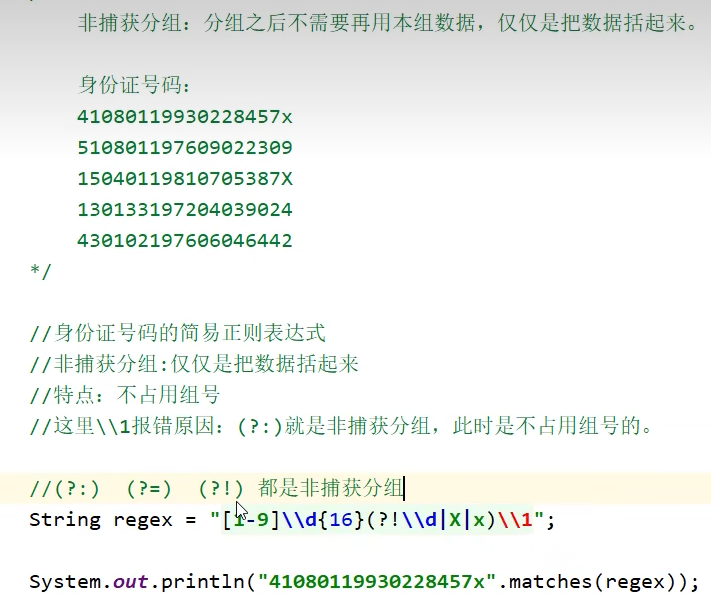 非捕获分组：分组之后不需要再用本组数据，仅仅是把数据括起来。
身份证号码：
41080119930228457x
510801197609022309
15040119810705387X
130133197204039024
430102197606046442
*/
//身份证号码的简易正则表达式
//非捕获分组:仅仅是把数据括起来
//特点：不占用组号
//这里\\1报错原因：(?:)就是非捕获分组，此时是不占用组号的。
//(?:) (?=) (?!) 都是非捕获分组
String regex = "[1-9]\\d{16}(?!\\d|X|x)\\1";
System.out.println("41080119930228457x".matches(regex));